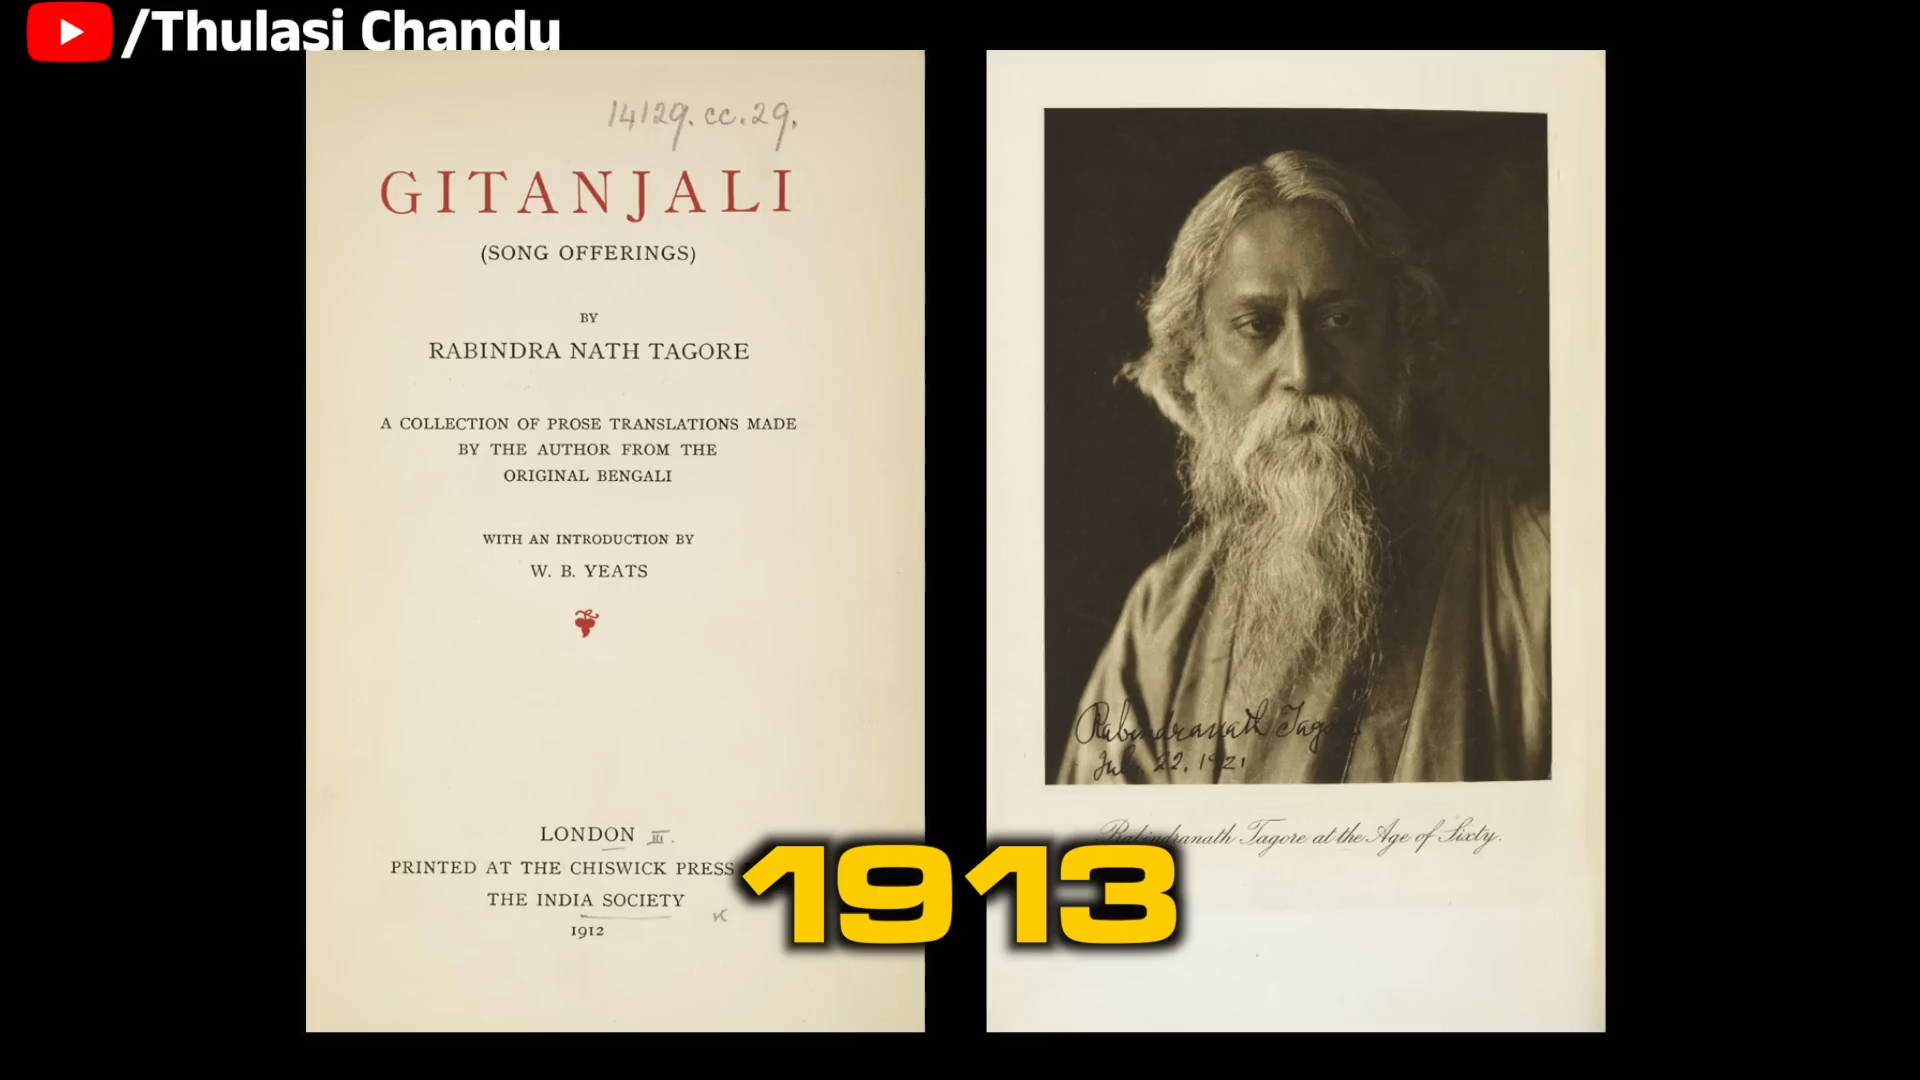 /Thulasi Chandu
14129.cc.29.
GITANJALI
(SONG OFFERINGS)
BY
RABINDRA NATH TAGORE
A COLLECTION OF PROSE TRANSLATIONS MADE
BY THE AUTHOR FROM THE
ORIGINAL BENGALI
WITH AN INTRODUCTION BY
W. B. YEATS
LONDON III.
PRINTED AT THE CHISWICK PRESS
THE INDIA SOCIETY
K
1912
Rabindranath Tagore
July 22, 1921
Rabindranath Tagore at the Age of Sixty.
1913